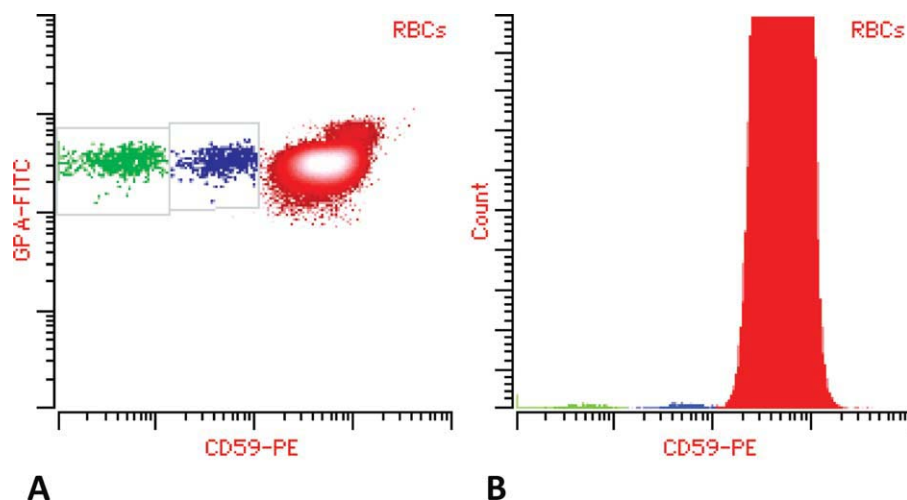 RBCs
GPA-FITC
CD59-PE
A
RBCs
Count
CD59-PE
B